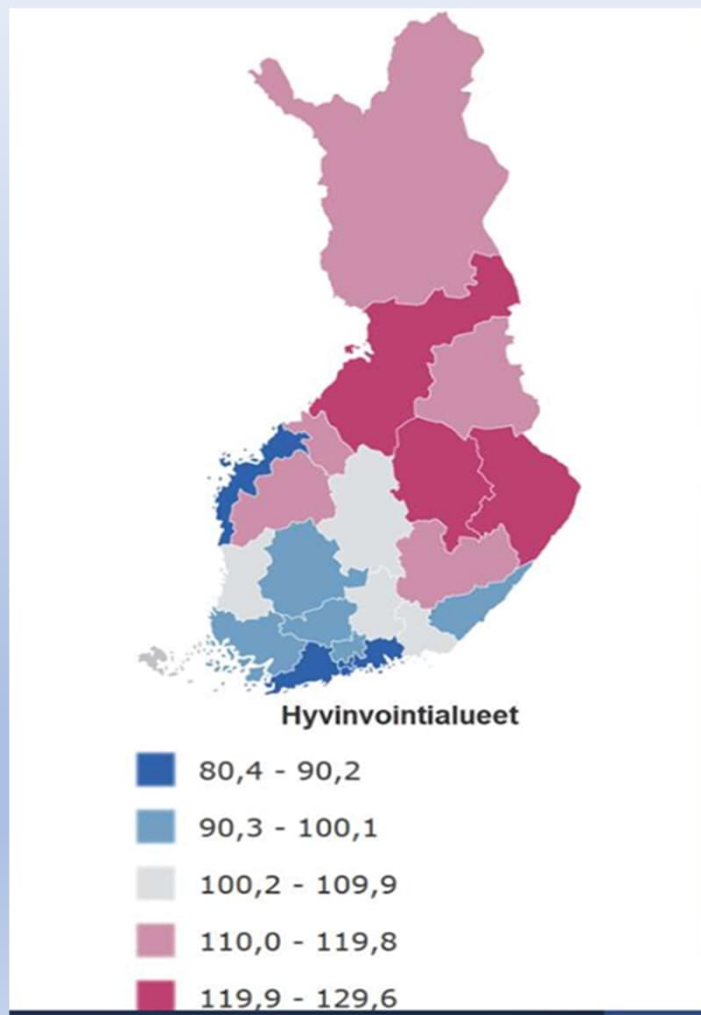 Hyvinvointialueet
80,4 - 90,2
90,3 - 100,1
100,2 - 109,9
110,0 - 119,8
119,9 - 129,6